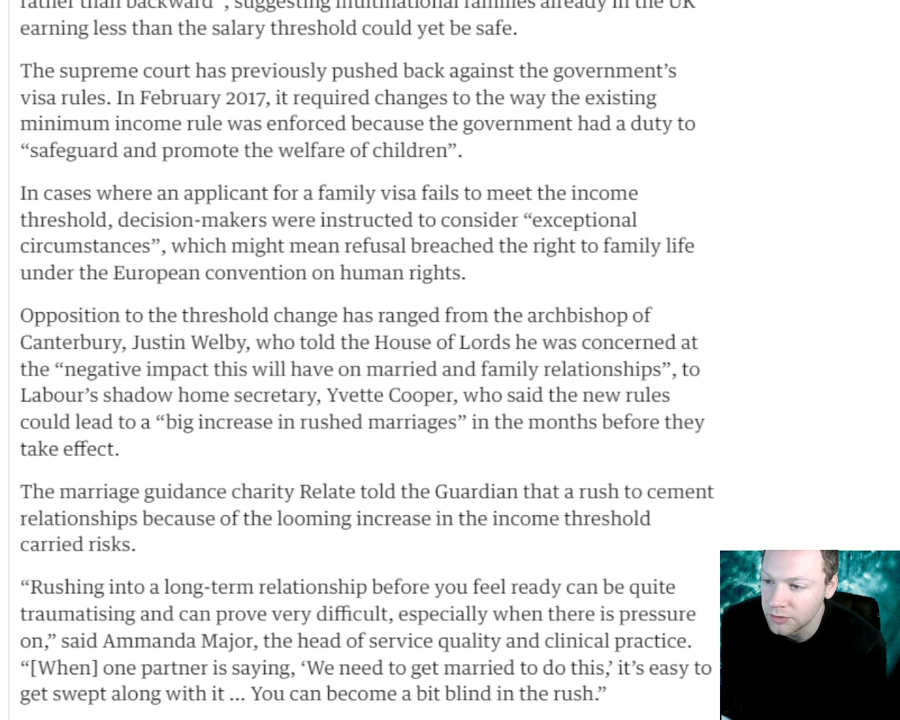 rather than backward”, suggesting multinational families already in the UK
earning less than the salary threshold could yet be safe.
The supreme court has previously pushed back against the government’s
visa rules. In February 2017, it required changes to the way the existing
minimum income rule was enforced because the government had a duty to
“safeguard and promote the welfare of children”.
In cases where an applicant for a family visa fails to meet the income
threshold, decision-makers were instructed to consider “exceptional
circumstances”, which might mean refusal breached the right to family life
under the European convention on human rights.
Opposition to the threshold change has ranged from the archbishop of
Canterbury, Justin Welby, who told the House of Lords he was concerned at
the “negative impact this will have on married and family relationships”, to
Labour’s shadow home secretary, Yvette Cooper, who said the new rules
could lead to a “big increase in rushed marriages” in the months before they
take effect.
The marriage guidance charity Relate told the Guardian that a rush to cement
relationships because of the looming increase in the income threshold
carried risks.
“Rushing into a long-term relationship before you feel ready can be quite
traumatising and can prove very difficult, especially when there is pressure
on,” said Ammanda Major, the head of service quality and clinical practice.
“[When] one partner is saying, ‘We need to get married to do this,’ it’s easy to
get swept along with it ... You can become a bit blind in the rush.”